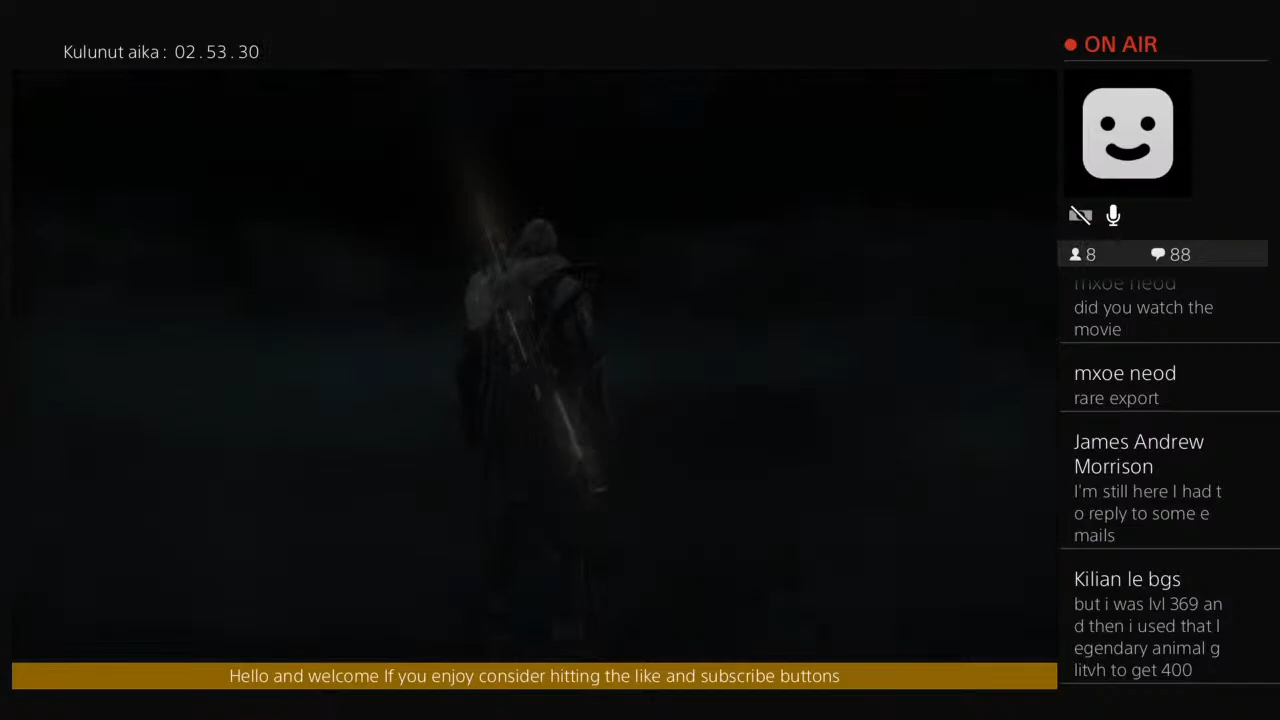 Kulunut aika : 02 . 53 . 30
ON AIR
8 88
mxoe neod
did you watch the
movie
mxoe neod
rare export
James Andrew
Morrison
I'm still here I had t
o reply to some e
mails
Kilian le bgs
but i was lvl 369 an
d then i used that l
egendary animal g
litvh to get 400
Hello and welcome If you enjoy consider hitting the like and subscribe buttons